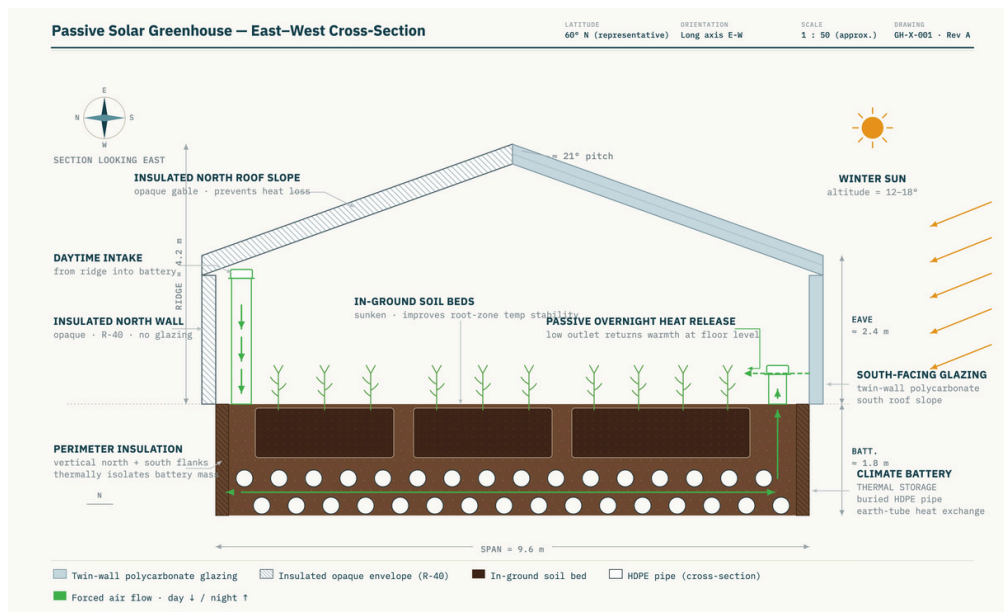 Passive Solar Greenhouse — East–West Cross-Section
LATITUDE
60° N (representative)
ORIENTATION
Long axis E-W
SCALE
1 : 50 (approx.)
DRAWING
GH-X-001 · Rev A
E
N
S
W
SECTION LOOKING EAST
≈ 21° pitch
INSULATED NORTH ROOF SLOPE
opaque gable · prevents heat loss
WINTER SUN
altitude ≈ 12–18°
RIDGE ≈ 4.2 m
DAYTIME INTAKE
from ridge into battery
IN-GROUND SOIL BEDS
sunken · improves root-zone temp stability
INSULATED NORTH WALL
opaque · R-40 · no glazing
PASSIVE OVERNIGHT HEAT RELEASE
low outlet returns warmth at floor level
EAVE
≈ 2.4 m
SOUTH-FACING GLAZING
twin-wall polycarbonate
south roof slope
PERIMETER INSULATION
vertical north + south flanks
thermally isolates battery mass
BATT.
≈ 1.8 m
CLIMATE BATTERY
THERMAL STORAGE
buried HDPE pipe
earth-tube heat exchange
N
SPAN ≈ 9.6 m
Twin-wall polycarbonate glazing
Insulated opaque envelope (R-40)
In-ground soil bed
HDPE pipe (cross-section)
Forced air flow · day ↓ / night ↑